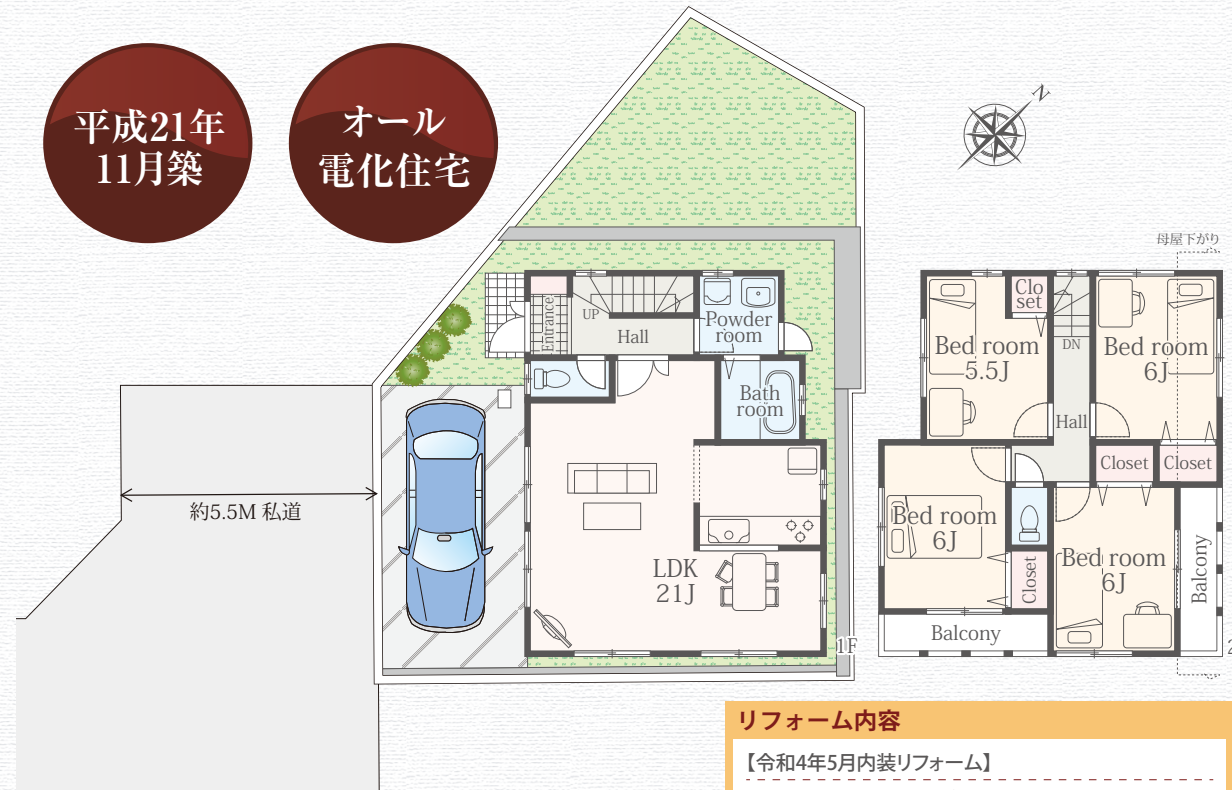 平成21年
11月築
オール
電化住宅
N
母屋下がり
UP
Entrance
Hall
Powder
room
Bath
room
LDK
21J
1F
約5.5M 私道
Clo
set
Bed room
5.5J
DN
Bed room
6J
Hall
Closet
Closet
Bed room
6J
Closet
Bed room
6J
Balcony
Balcony
2
リフォーム内容
【令和4年5月内装リフォーム】